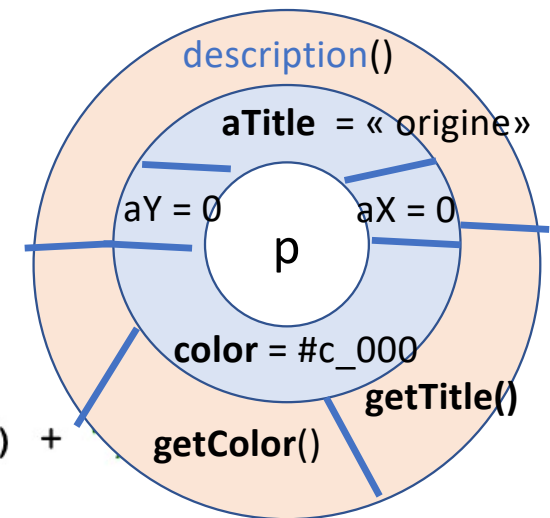 description()
aTitle = « origine»
aY = 0
aX = 0
p
color = #c_000
getTitle()
) +
getColor()